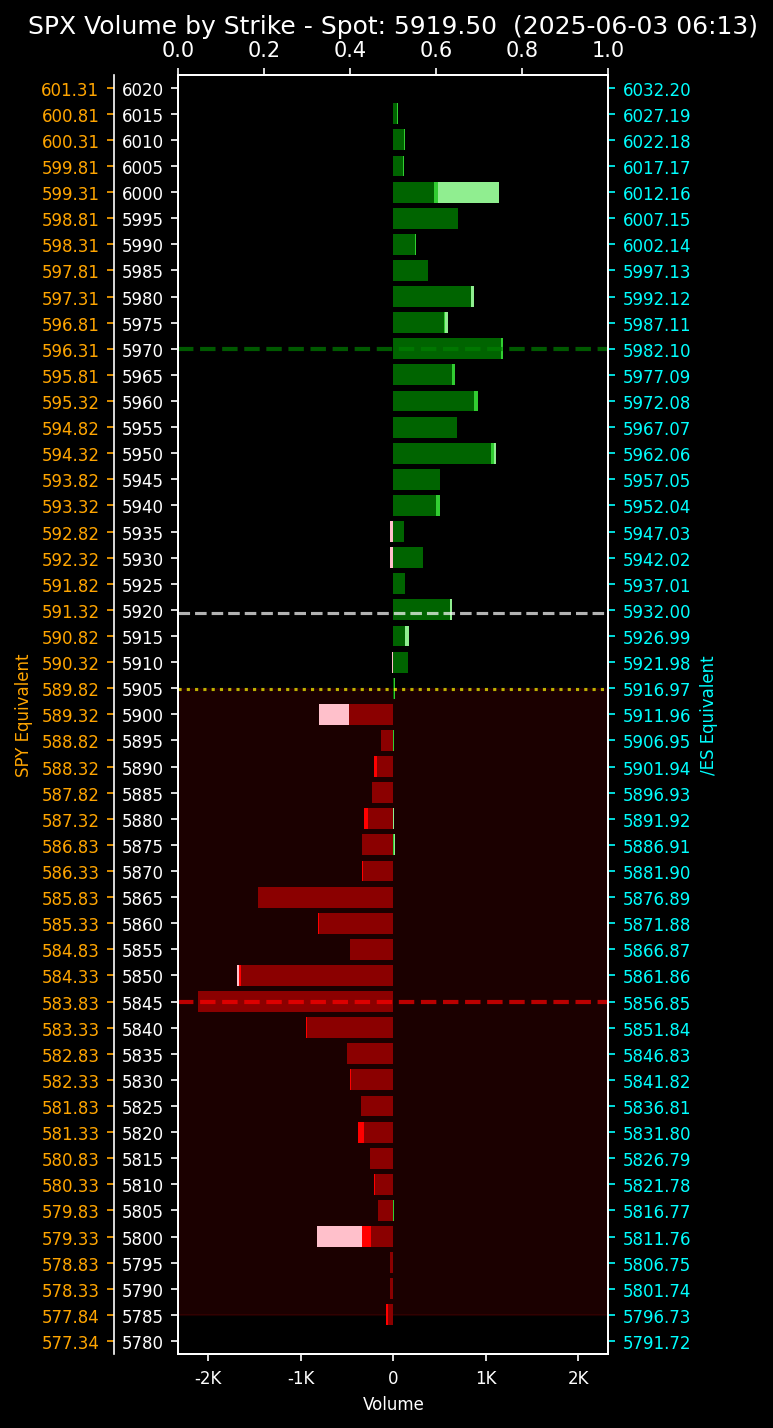 SPX Volume by Strike - Spot: 5919.50 (2025-06-03 06:13)
0.0 0.2 0.4 0.6 0.8 1.0
601.31 6020 6032.20
600.81 6015 6027.19
600.31 6010 6022.18
599.81 6005 6017.17
599.31 6000 6012.16
598.81 5995 6007.15
598.31 5990 6002.14
597.81 5985 5997.13
597.31 5980 5992.12
596.81 5975 5987.11
596.31 5970 5982.10
595.81 5965 5977.09
595.32 5960 5972.08
594.82 5955 5967.07
594.32 5950 5962.06
593.82 5945 5957.05
593.32 5940 5952.04
592.82 5935 5947.03
592.32 5930 5942.02
591.82 5925 5937.01
591.32 5920 5932.00
590.82 5915 5926.99
590.32 5910 5921.98
589.82 5905 5916.97
589.32 5900 5911.96
588.82 5895 5906.95
588.32 5890 5901.94
587.82 5885 5896.93
587.32 5880 5891.92
586.83 5875 5886.91
586.33 5870 5881.90
585.83 5865 5876.89
585.33 5860 5871.88
584.83 5855 5866.87
584.33 5850 5861.86
583.83 5845 5856.85
583.33 5840 5851.84
582.83 5835 5846.83
582.33 5830 5841.82
581.83 5825 5836.81
581.33 5820 5831.80
580.83 5815 5826.79
580.33 5810 5821.78
579.83 5805 5816.77
579.33 5800 5811.76
578.83 5795 5806.75
578.33 5790 5801.74
577.84 5785 5796.73
577.34 5780 5791.72
SPY Equivalent
/ES Equivalent
-2K -1K 0 1K 2K
Volume